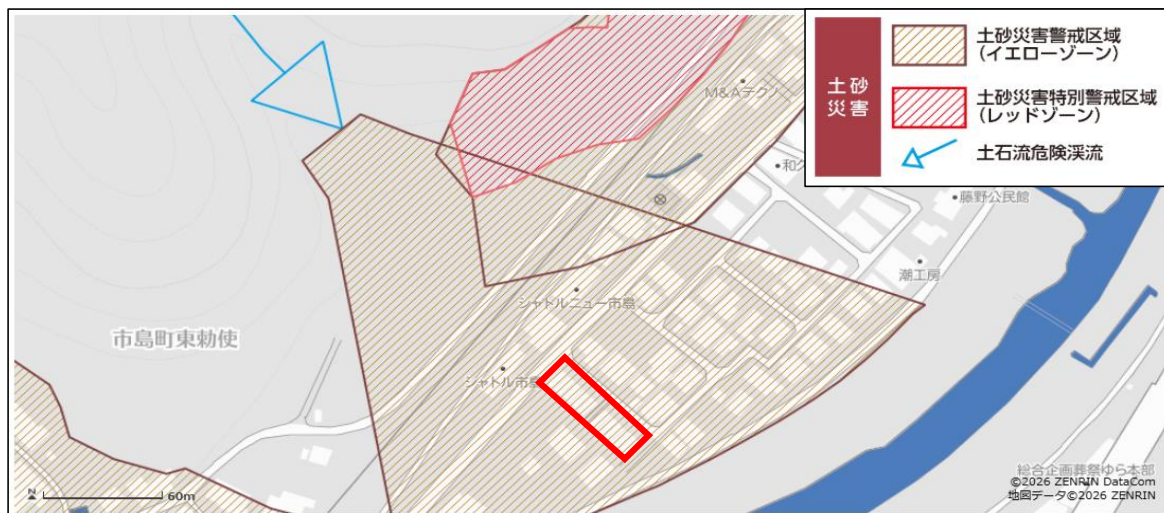 土砂
災害
土砂災害警戒区域
(イエローゾーン)
土砂災害特別警戒区域
(レッドゾーン)
土石流危険渓流
M&Aテクノ
和久
藤野公民館
潮工房
シャトルニュー市島
市島町東勅使
シャトル市島
総合企画葬祭ゆら本部
N
60m
©2026 ZENRIN DataCom
地図データ©2026 ZENRIN